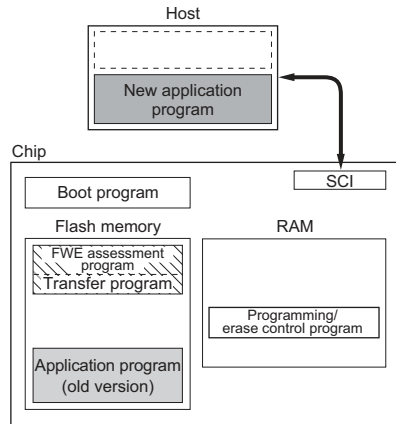 Host
New application
program
Chip
SCI
Boot program
Flash memory
RAM
FWE assessment
program
Transfer program
Programming/
erase control program
Application program
(old version)